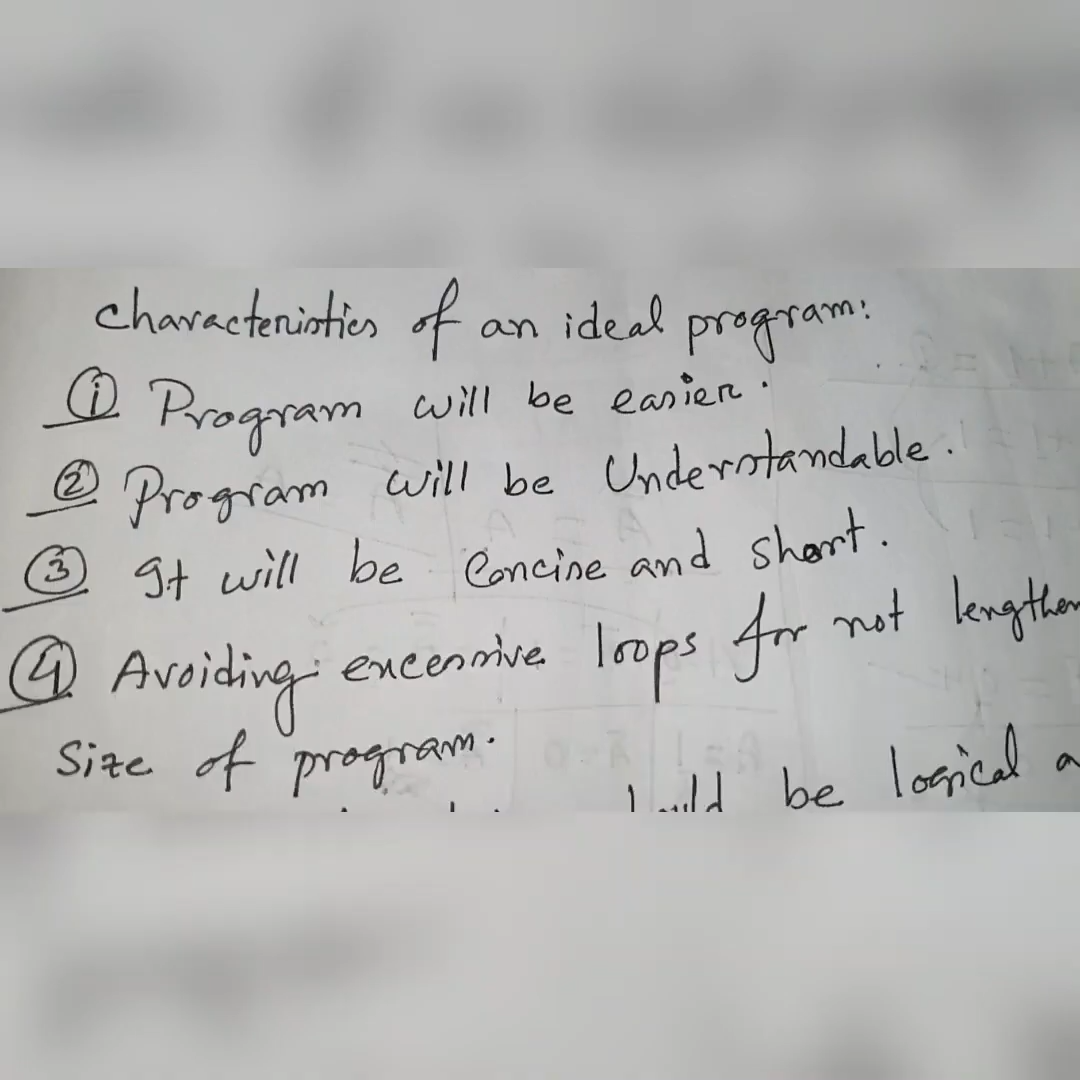 Characteristics of an ideal program:
① Program will be easier.
② Program will be Understandable.
③ It will be Concise and short.
④ Avoiding excessive loops for not lengthen
Size of program.
be logical a